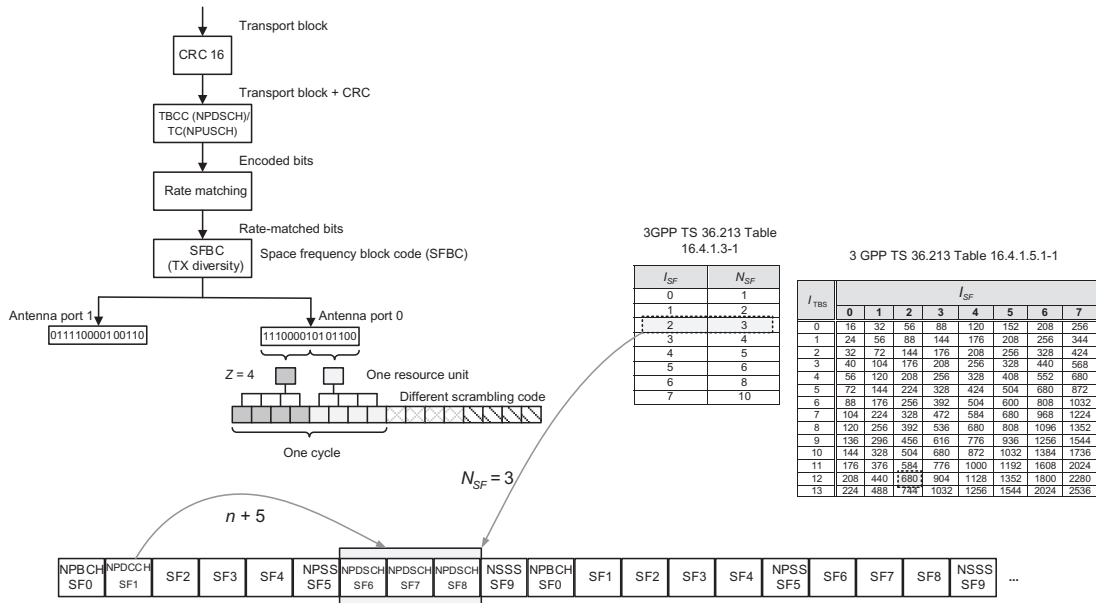 Transport block
CRC 16
Transport block + CRC
TBCC (NPDSCH)/
TC(NPUSCH)
Encoded bits
Rate matching
Rate-matched bits
SFBC
(TX diversity)
Space frequency block code (SFBC)
Antenna port 1
011110000100110
Antenna port 0
111000010101100
Z = 4
One resource unit
Different scrambling code
One cycle
3GPP TS 36.213 Table
16.4.1.3-1
I_SF N_SF
0 1
1 2
2 3
3 4
4 5
5 6
6 8
7 10
3 GPP TS 36.213 Table 16.4.1.5.1-1
I_TBS I_SF
0 1 2 3 4 5 6 7
0 16 32 56 88 120 152 208 256
1 24 56 88 144 176 208 256 344
2 32 72 144 176 208 256 328 424
3 40 104 176 208 256 328 440 568
4 56 120 208 256 328 408 552 680
5 72 144 224 328 424 504 680 872
6 88 176 256 392 504 600 808 1032
7 104 224 328 472 584 680 968 1224
8 120 256 392 536 680 808 1096 1352
9 136 296 456 616 776 936 1256 1544
10 144 328 504 680 872 1032 1384 1736
11 176 376 584 776 1000 1192 1608 2024
12 208 440 680 904 1128 1352 1800 2280
13 224 488 744 1032 1256 1544 2024 2536
N_SF = 3
n + 5
NPBCH SF0 NPDCCH SF1 SF2 SF3 SF4 NPSS SF5 NPDSCH SF6 NPDSCH SF7 NPDSCH SF8 NSSS SF9 NPBCH SF0 SF1 SF2 SF3 SF4 NPSS SF5 SF6 SF7 SF8 NSSS SF9 ...